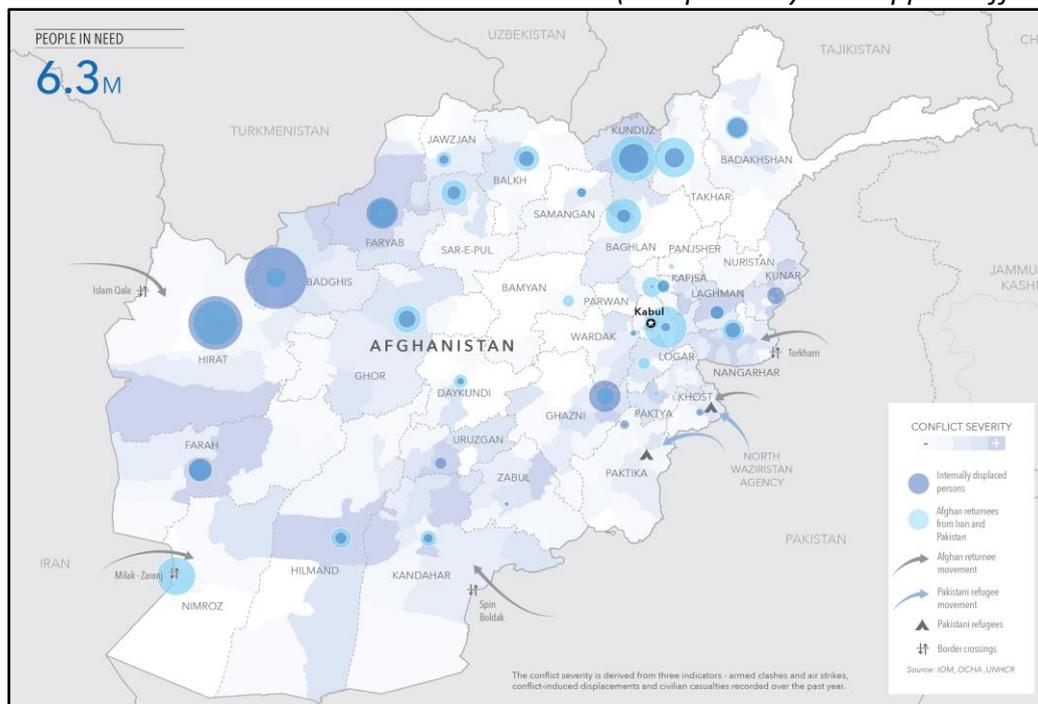 PEOPLE IN NEED
6.3M
UZBEKISTAN
TAJIKISTAN
CH
TURKMENISTAN
JAWZJAN
KUNDUZ
BALKH
BADAKHSHAN
TAKHAR
SAMANGAN
FARYAB
SAR-E-PUL
BAGHLAN
PANJSHER
NURISTAN
KUNAR
BADGHIS
KAPISA
JAMMU
KASHM
Islam Qala
BAMYAN
PARWAN
LAGHMAN
Kabul
WARDAK
AFGHANISTAN
HIRAT
LOGAR
Torkham
NANGARHAR
GHOR
DAYKUNDI
KHOST
GHAZNI
PAKTYA
FARAH
URUZGAN
NORTH
WAZIRISTAN
AGENCY
ZABUL
PAKTIKA
PAKISTAN
IRAN
Milak - Zaranj
HILMAND
KANDAHAR
NIMROZ
Spin
Boldak
CONFLICT SEVERITY
- +
Internally displaced
persons
Afghan returnees
from Iran and
Pakistan
Afghan returnee
movement
Pakistani refugee
movement
Pakistani refugees
Border crossings
Source: IOM, OCHA ,UNHCR
The conflict severity is derived from three indicators - armed clashes and air strikes,
conflict-induced displacements and civilian casualties recorded over the past year.